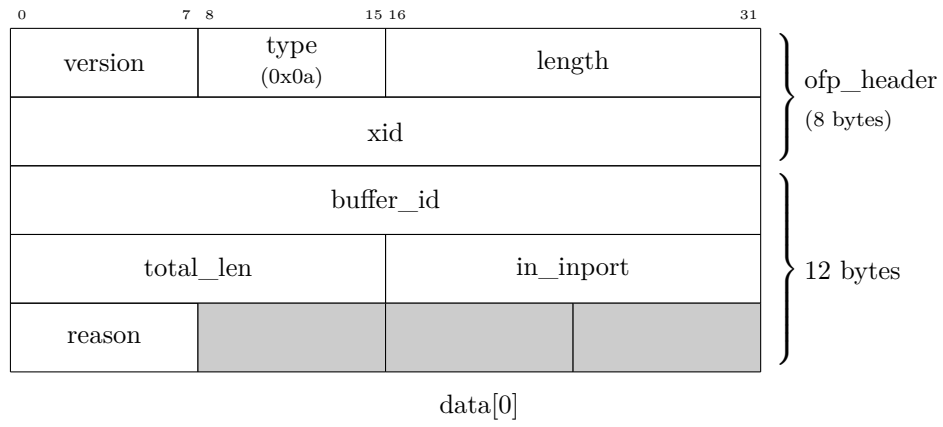 0 7 8 15 16 31
version type length
(0x0a)
ofp_header
(8 bytes)
xid
buffer_id
total_len in_inport
12 bytes
reason
data[0]